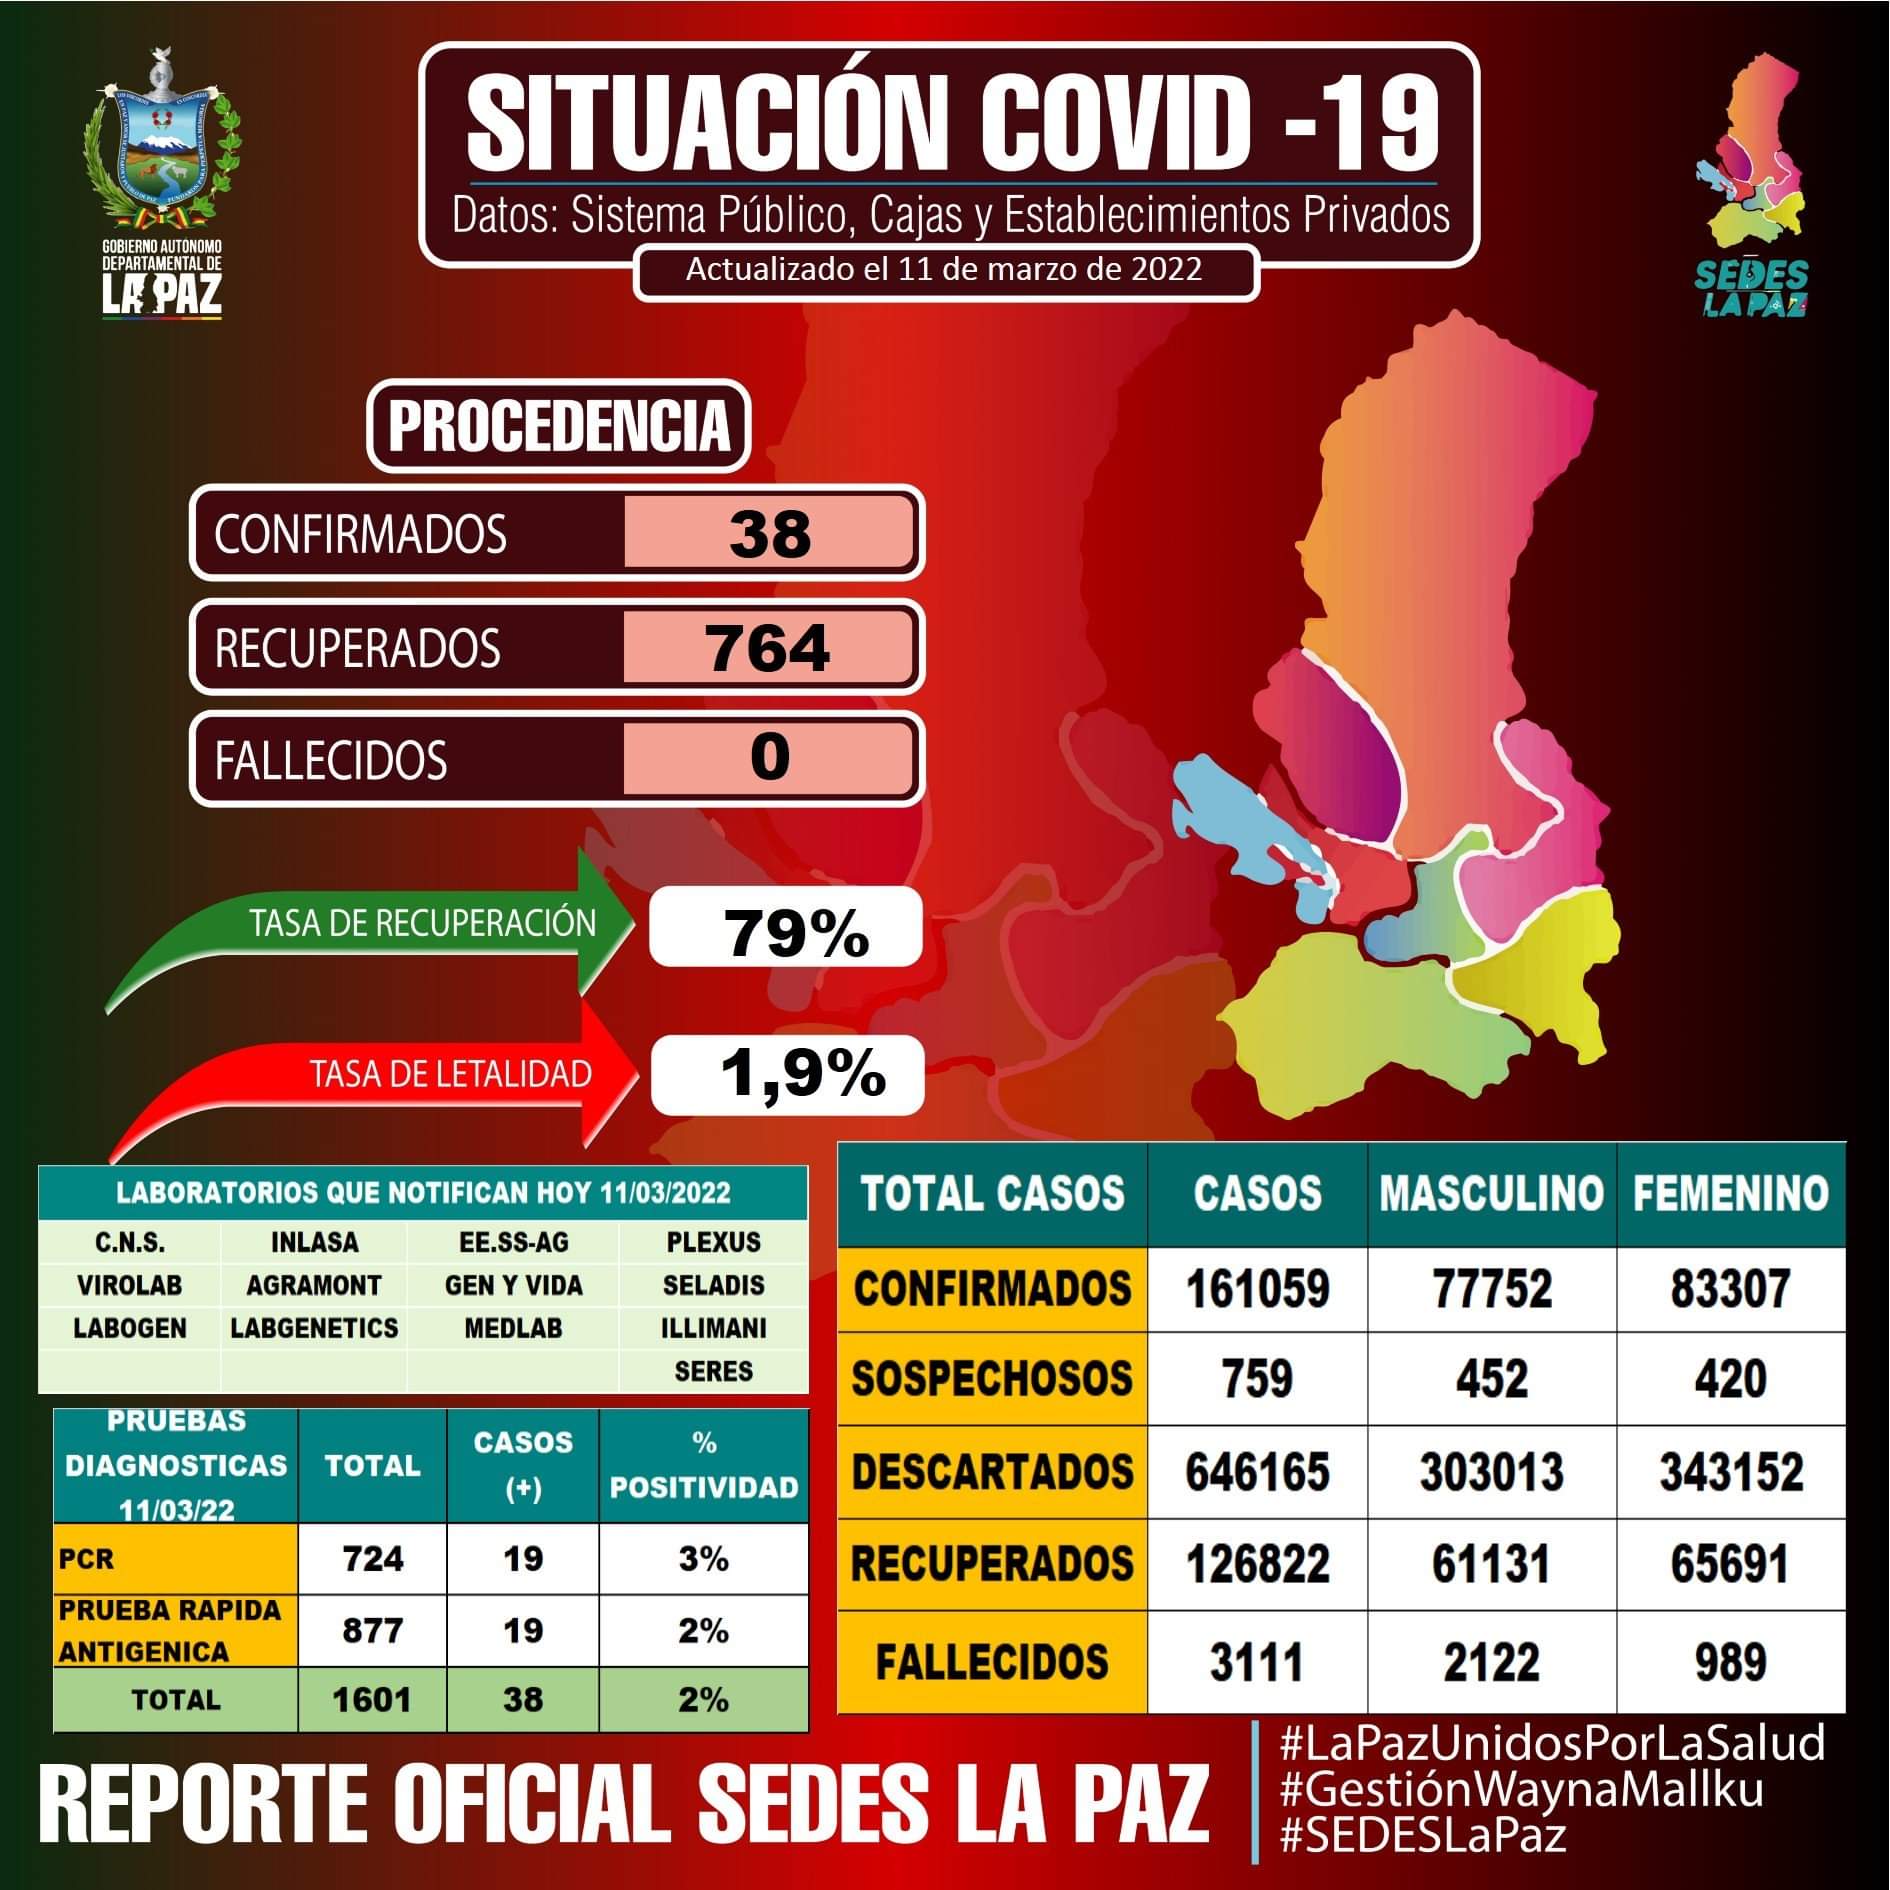 SITUACIÓN COVID -19
Datos: Sistema Público, Cajas y Establecimientos Privados
Actualizado el 11 de marzo de 2022
GOBIERNO AUTÓNOMO
DEPARTAMENTAL DE
LA PAZ
SEDES
LA PAZ
PROCEDENCIA
CONFIRMADOS 38
RECUPERADOS 764
FALLECIDOS 0
TASA DE RECUPERACIÓN 79%
TASA DE LETALIDAD 1,9%
LABORATORIOS QUE NOTIFICAN HOY 11/03/2022
C.N.S. INLASA EE.SS-AG PLEXUS
VIROLAB AGRAMONT GEN Y VIDA SELADIS
LABOGEN LABGENETICS MEDLAB ILLIMANI
SERES
PRUEBAS
DIAGNOSTICAS
11/03/22
TOTAL
CASOS
(+)
%
POSITIVIDAD
PCR 724 19 3%
PRUEBA RAPIDA
ANTIGENICA
877 19 2%
TOTAL 1601 38 2%
TOTAL CASOS CASOS MASCULINO FEMENINO
CONFIRMADOS 161059 77752 83307
SOSPECHOSOS 759 452 420
DESCARTADOS 646165 303013 343152
RECUPERADOS 126822 61131 65691
FALLECIDOS 3111 2122 989
REPORTE OFICIAL SEDES LA PAZ
#LaPazUnidosPorLaSalud
#GestiónWaynaMallku
#SEDESLaPaz